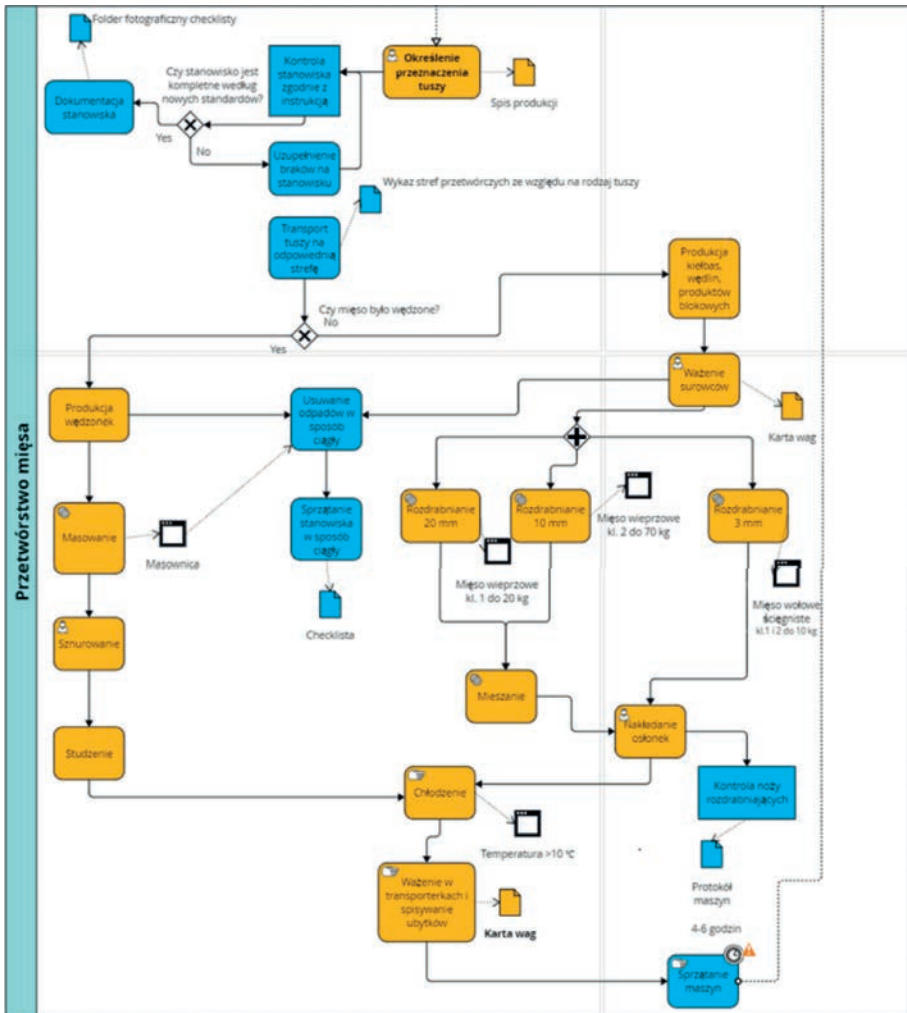 Przetwórstwo mięsa
Folder fotograficzny checklisty
Czy stanowisko jest
kompletne według
nowych standardów?
Kontrola
stanowiska
zgodnie z
instrukcją
Określenie
przeznaczenia
tuszy
Spis produkcji
Dokumentacja
stanowiska
Yes
No
Uzupełnienie
braków na
stanowisku
Wykaz stref przetwórczych ze względu na rodzaj tuszy
Transport
tuszy na
odpowiednią
strefę
Produkcja
kiełbas,
wędlin,
produktów
blokowych
Czy mięso było wędzone?
No
Yes
Ważenie
surowców
Karta wag
Produkcja
wędzonek
Usuwanie
odpadów w
sposób
ciągły
Rozdrabnianie
20 mm
Rozdrabnianie
10 mm
Rozdrabnianie
3 mm
Mięso wieprzowe
kl. 2 do 70 kg
Masowanie
Masownica
Sprzątanie
stanowiska w
sposób ciągły
Mięso wieprzowe
kl. 1 do 20 kg
Mięso wołowe
ścięgniste
kl.1 i 2 do 10 kg
Checklista
Sznurowanie
Mieszanie
Nakładanie
osłonek
Studzenie
Chłodzenie
Kontrola noży
rozdrabniających
Temperatura >10 °C
Protokół
maszyn
Ważenie w
transporterkach i
spisywanie
ubytków
Karta wag
4-6 godzin
Sprzątanie
maszyn